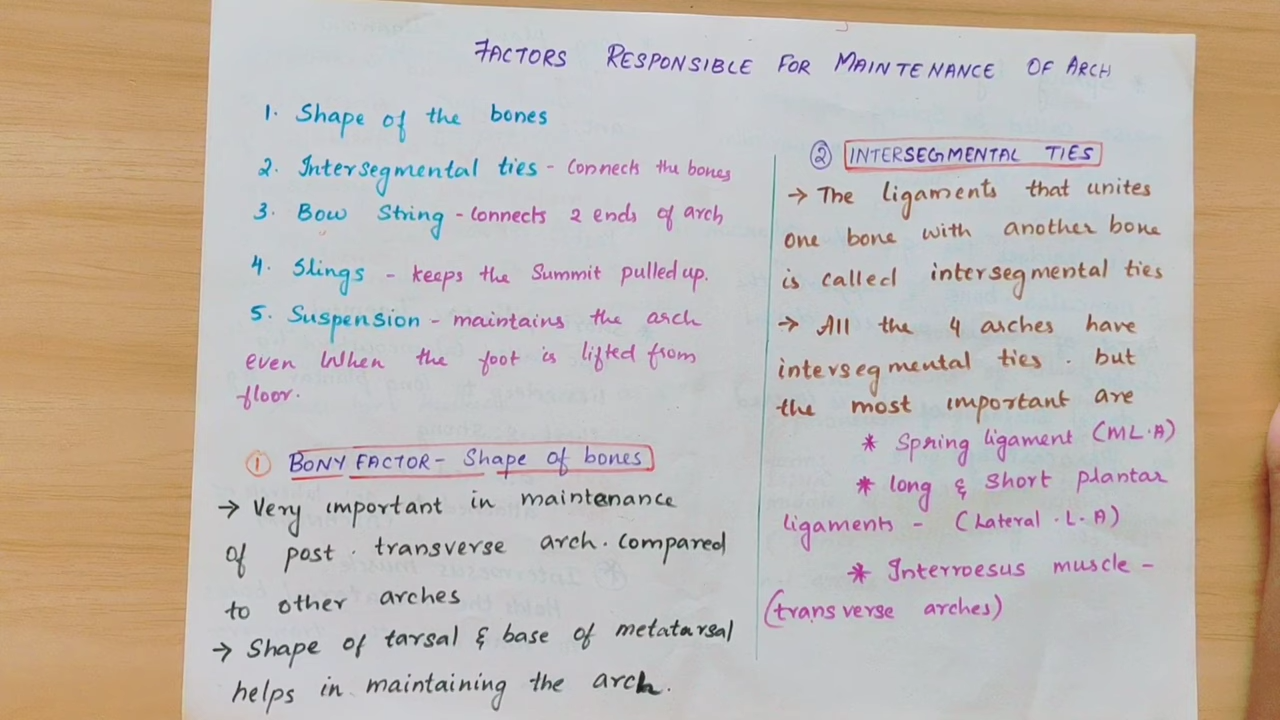 FACTORS RESPONSIBLE FOR MAINTENANCE OF ARCH
1. Shape of the bones
2. Intersegmental ties - connects the bones
3. Bow String - connects 2 ends of arch
4. Slings - keeps the Summit pulled up.
5. Suspension - maintains the arch
even when the foot is lifted from
floor.
① BONY FACTOR - Shape of bones
→ Very important in maintenance
of post. transverse arch. compared
to other arches
→ Shape of tarsal & base of metatarsal
helps in maintaining the arch.
② INTERSEGMENTAL TIES
→ The ligaments that unites
one bone with another bone
is called intersegmental ties
→ All the 4 arches have
intersegmental ties. but
the most important are
* Spring ligament (ML.A)
* long & short plantar
ligaments - (Lateral.L.A)
* Interroesus muscle -
(transverse arches)